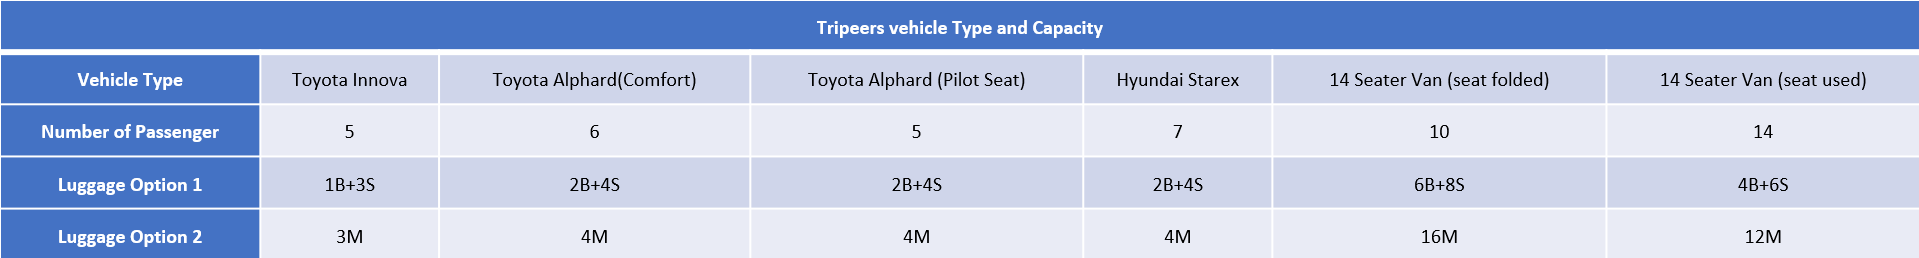 Tripeers vehicle Type and Capacity
Vehicle Type Toyota Innova Toyota Alphard(Comfort) Toyota Alphard (Pilot Seat) Hyundai Starex 14 Seater Van (seat folded) 14 Seater Van (seat used)
Number of Passenger 5 6 5 7 10 14
Luggage Option 1 1B+3S 2B+4S 2B+4S 2B+4S 6B+8S 4B+6S
Luggage Option 2 3M 4M 4M 4M 16M 12M